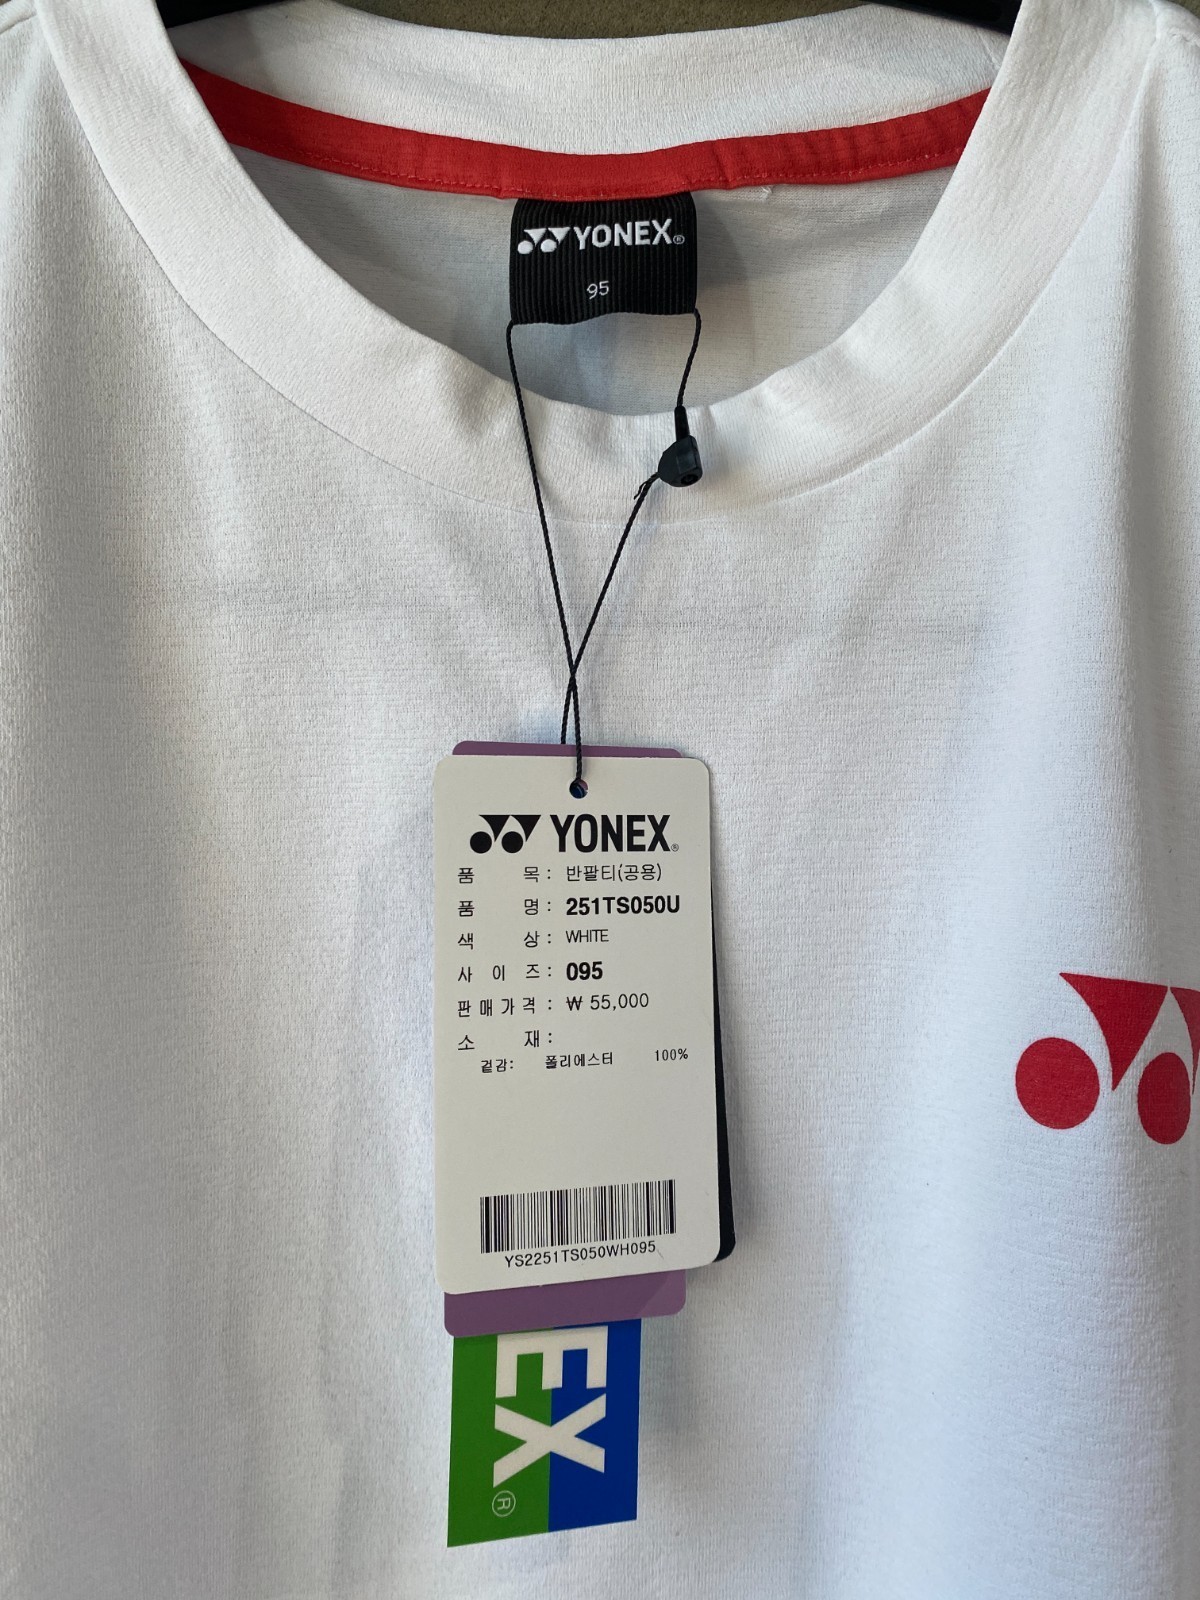 YONEX®
95
YONEX®
품 목 : 반팔티(공용)
품 명 : 251TS050U
색 상 : WHITE
사 이 즈 : 095
판 매 가 격 : ₩ 55,000
소 재 :
겉감: 폴리에스터 100%
YS2251TS050WH095
EX®